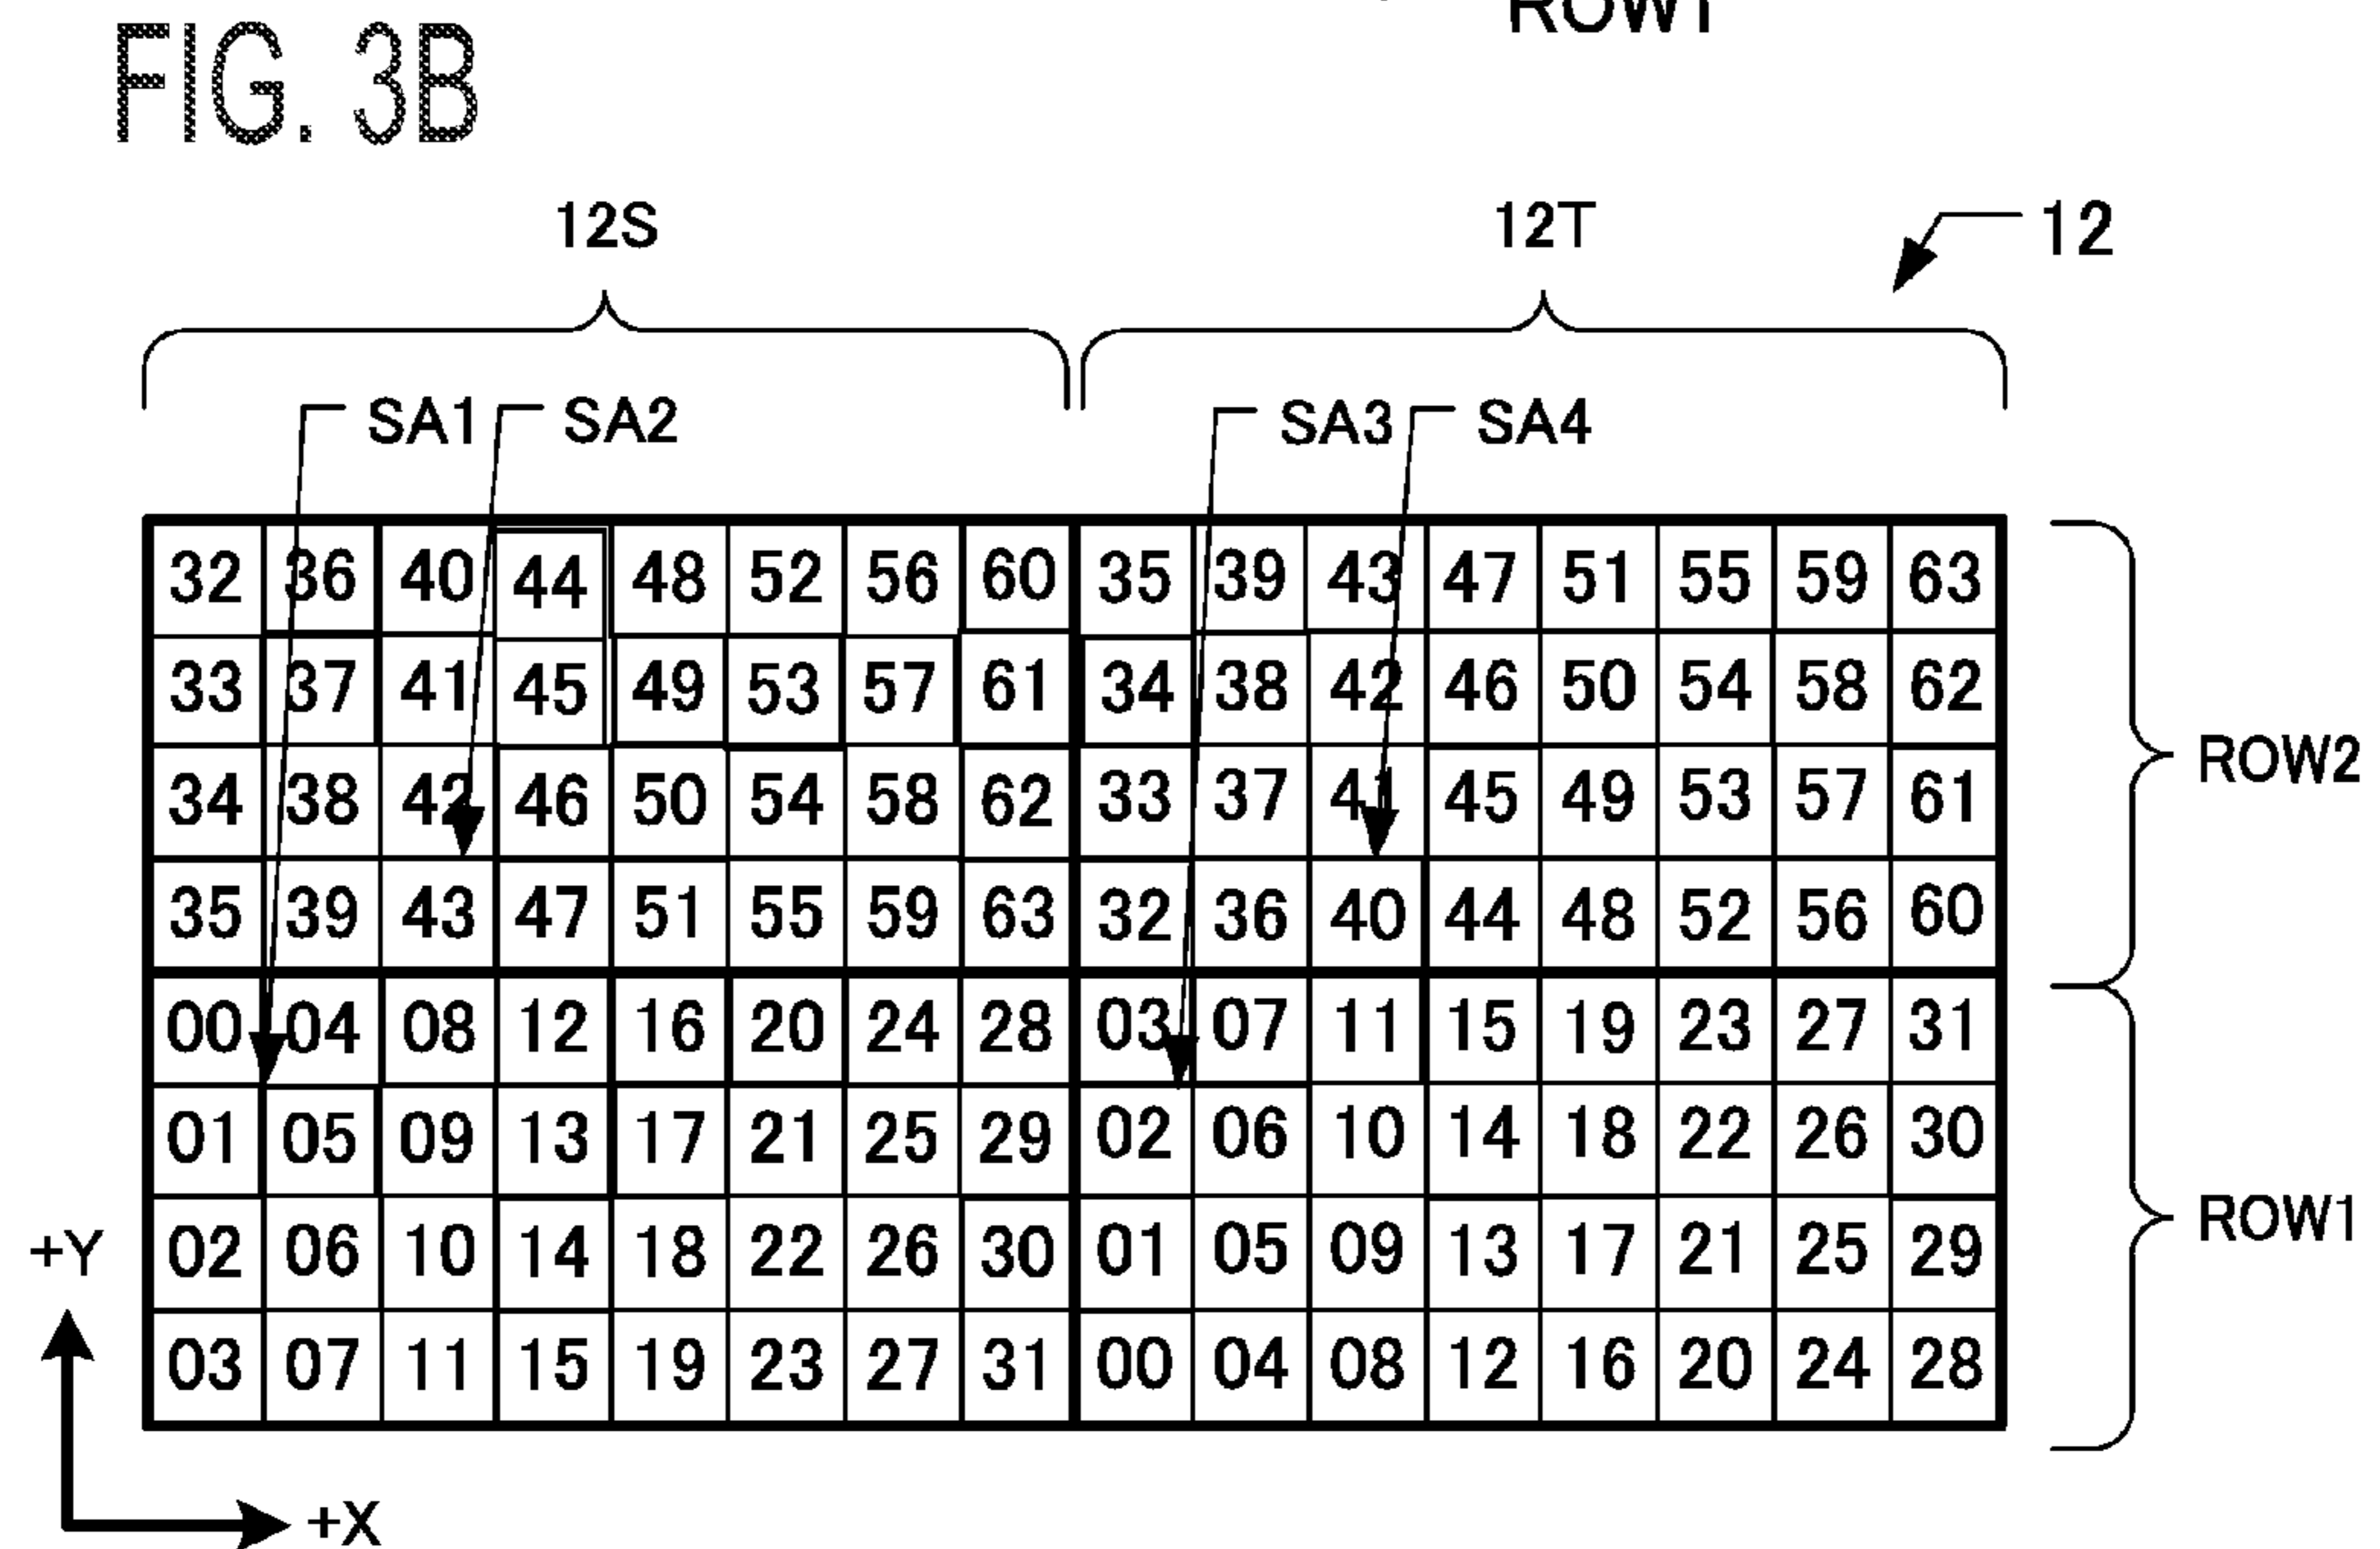 ROW1
FIG. 3B
12S 12T 12
SA1 SA2 SA3 SA4
32 36 40 44 48 52 56 60 35 39 43 47 51 55 59 63
33 37 41 45 49 53 57 61 34 38 42 46 50 54 58 62
34 38 42 46 50 54 58 62 33 37 41 45 49 53 57 61
ROW2
35 39 43 47 51 55 59 63 32 36 40 44 48 52 56 60
00 04 08 12 16 20 24 28 03 07 11 15 19 23 27 31
01 05 09 13 17 21 25 29 02 06 10 14 18 22 26 30
ROW1
+Y
02 06 10 14 18 22 26 30 01 05 09 13 17 21 25 29
03 07 11 15 19 23 27 31 00 04 08 12 16 20 24 28
+X